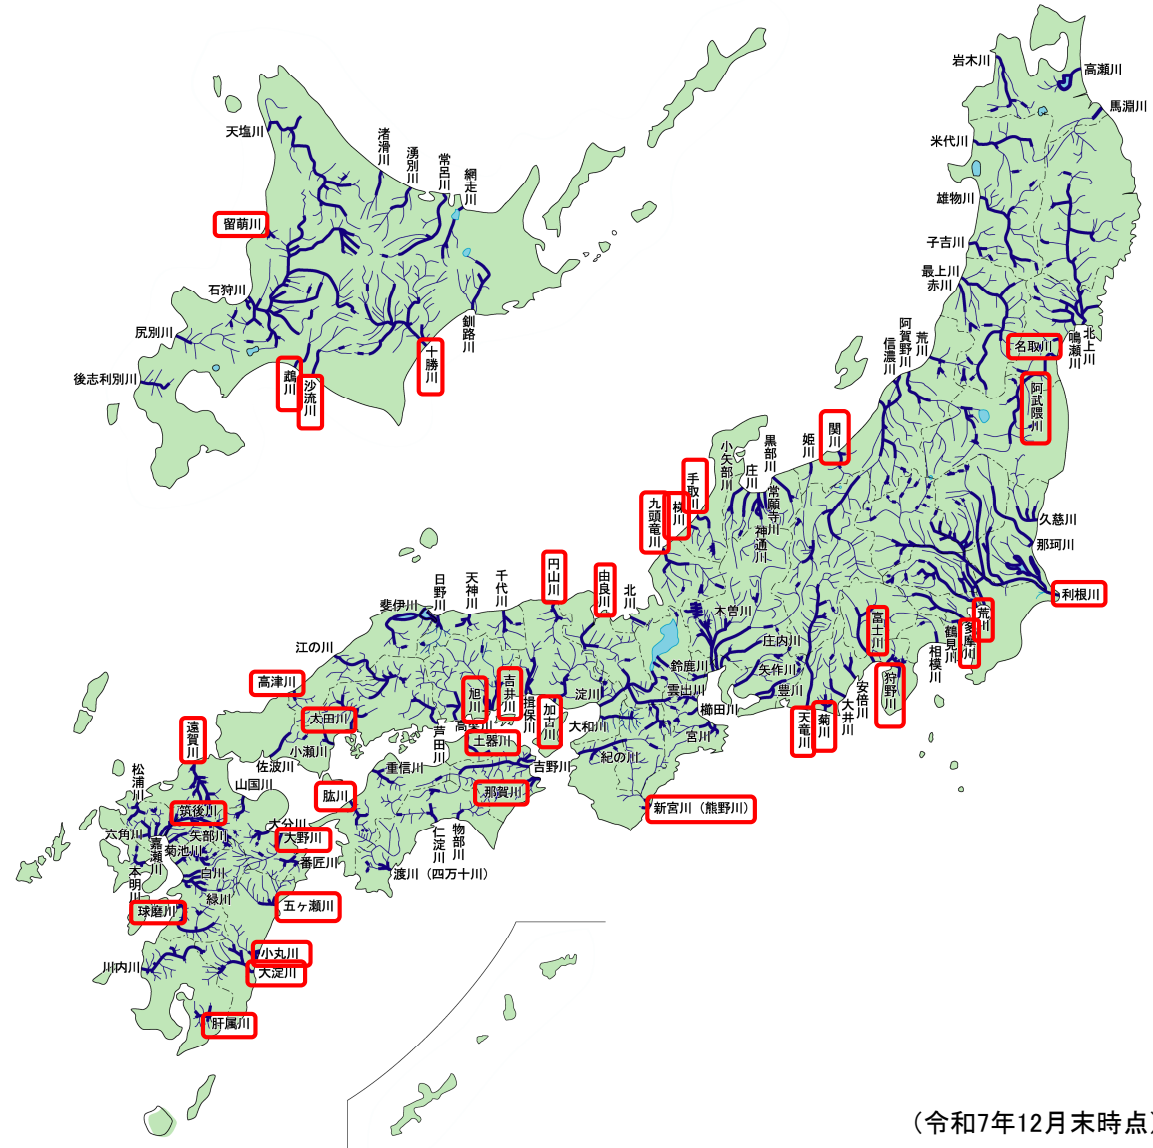 岩木川
高瀬川
馬淵川
米代川
雄物川
子吉川
最上川
赤川
荒川
阿賀野川
信濃川
北上川
鳴瀬川
名取川
阿武隈川
天塩川
渚滑川
湧別川
常呂川
網走川
留萌川
石狩川
尻別川
後志利別川
鵡川
沙流川
十勝川
釧路川
関川
姫川
黒部川
常願寺川
神通川
庄川
小矢部川
手取川
梯川
九頭竜川
久慈川
那珂川
利根川
荒川
多摩川
鶴見川
相模川
富士川
狩野川
安倍川
大井川
菊川
天竜川
豊川
矢作川
庄内川
木曽川
鈴鹿川
雲出川
櫛田川
宮川
北川
由良川
円山川
千代川
天神川
日野川
斐伊川
江の川
高津川
淀川
大和川
紀の川
新宮川（熊野川）
加古川
揖保川
吉井川
旭川
高梁川
芦田川
太田川
小瀬川
佐波川
土器川
吉野川
那賀川
重信川
肱川
物部川
仁淀川
渡川（四万十川）
遠賀川
山国川
松浦川
筑後川
六角川
嘉瀬川
矢部川
菊池川
本明川
白川
緑川
大分川
大野川
番匠川
球磨川
五ヶ瀬川
小丸川
大淀川
川内川
肝属川
（令和7年12月末時点）